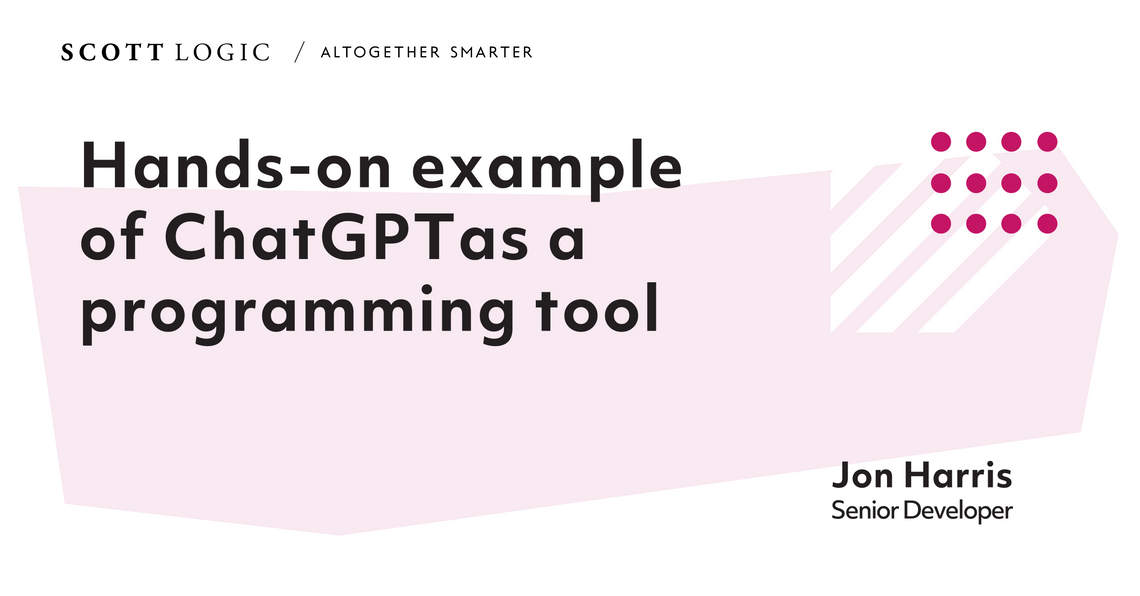 SCOTT LOGIC / ALTOGETHER SMARTER
Hands-on example
of ChatGPTas a
programming tool
Jon Harris
Senior Developer